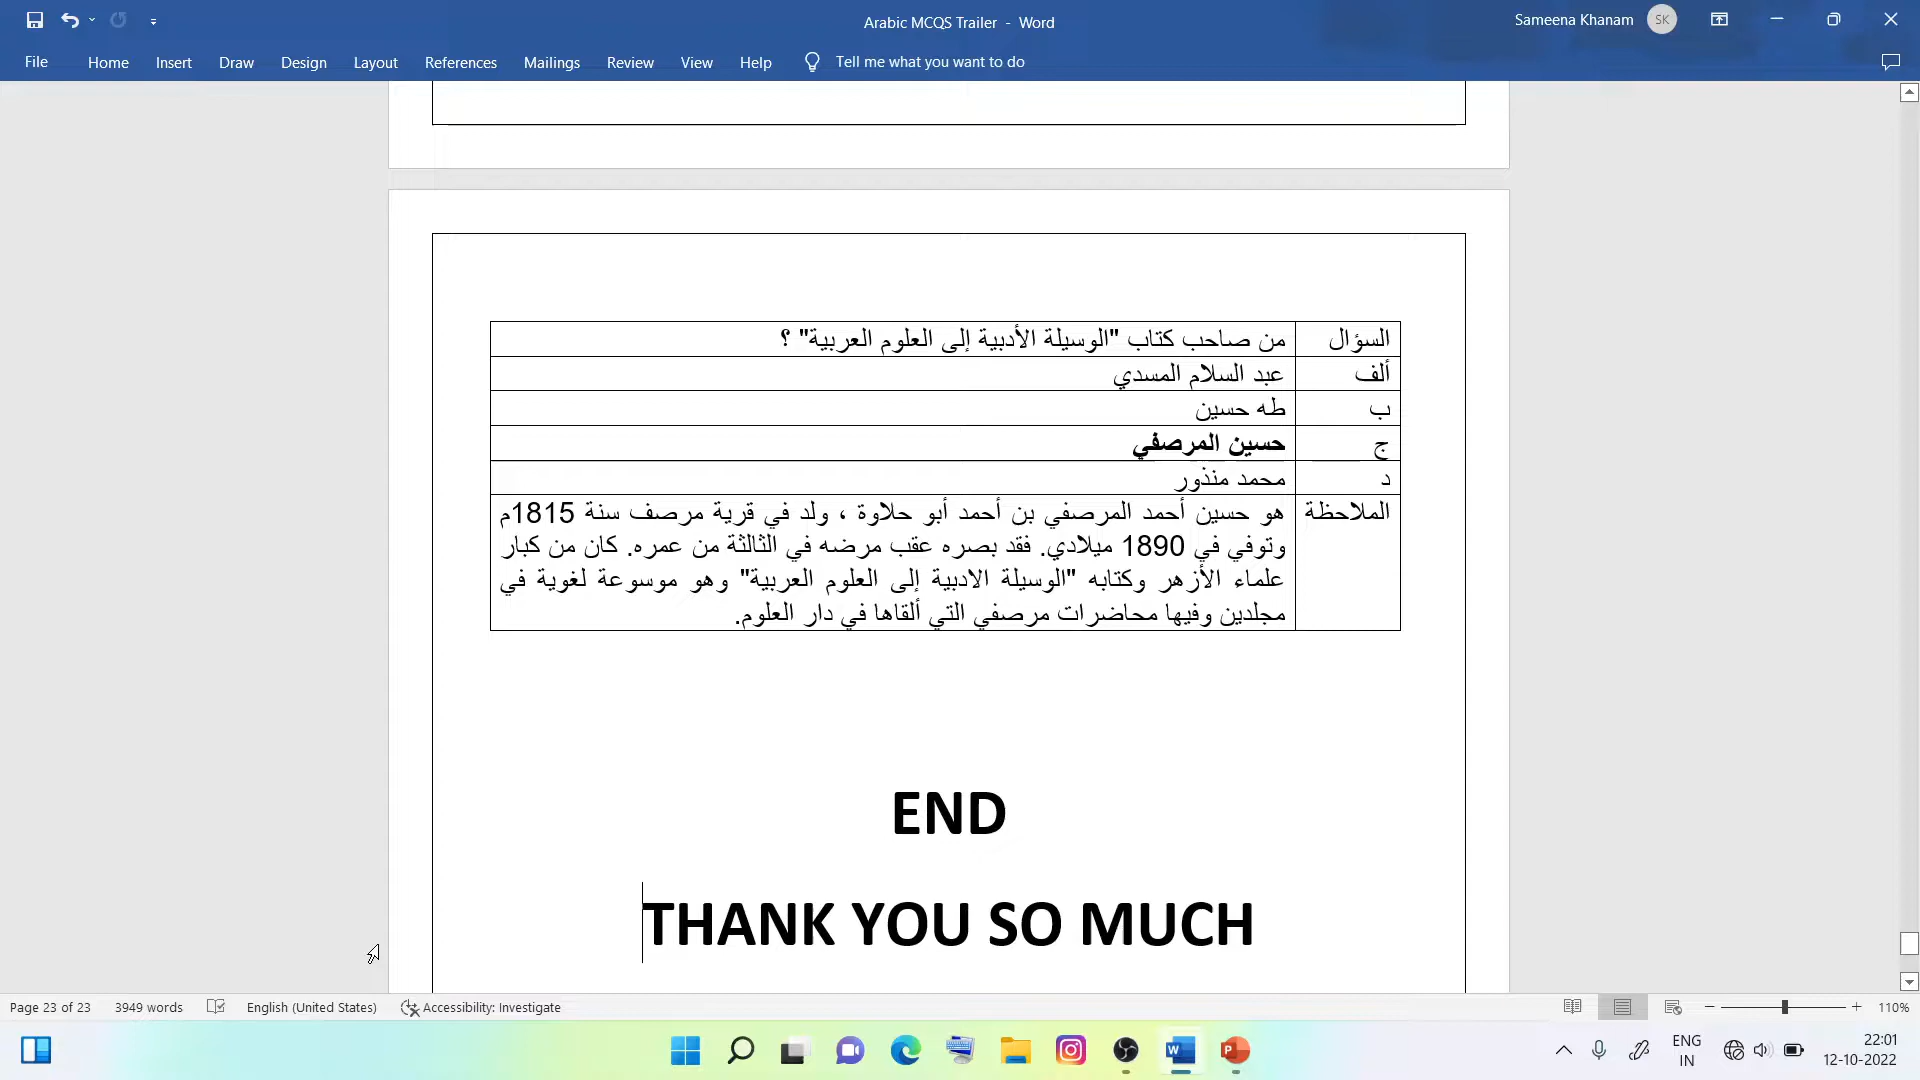 Arabic MCQS Trailer - Word
Sameena Khanam SK
File Home Insert Draw Design Layout References Mailings Review View Help Tell me what you want to do
السؤال من صاحب كتاب "الوسيلة الأدبية إلى العلوم العربية" ؟
ألف عبد السلام المسدي
ب طه حسين
ج حسين المرصفي
د محمد منذور
الملاحظة هو حسين أحمد المرصفي بن أحمد أبو حلاوة ، ولد في قرية مرصف سنة 1815م
وتوفي في 1890 ميلادي. فقد بصره عقب مرضه في الثالثة من عمره. كان من كبار
علماء الأزهر وكتابه "الوسيلة الادبية إلى العلوم العربية" وهو موسوعة لغوية في
مجلدين وفيها محاضرات مرصفي التي ألقاها في دار العلوم.
END
THANK YOU SO MUCH
Page 23 of 23 3949 words English (United States) Accessibility: Investigate 110%
ENG 22:01
IN 12-10-2022